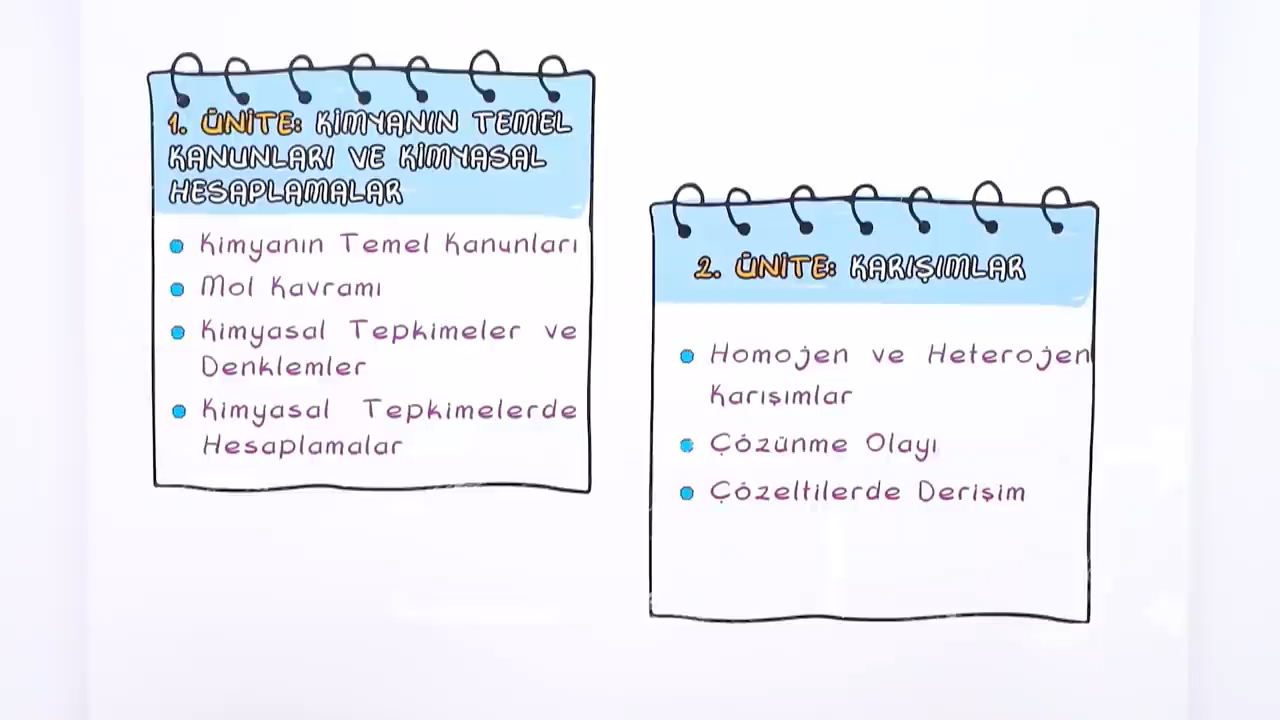 1. ÜNİTE: KİMYANIN TEMEL
KANUNLARI VE KİMYASAL
HESAPLAMALAR
Kimyanın Temel Kanunları
Mol Kavramı
Kimyasal Tepkimeler ve
Denklemler
Kimyasal Tepkimelerde
Hesaplamalar
2. ÜNİTE: KARIŞIMLAR
Homojen ve Heterojen
Karışımlar
Çözünme Olayı
Çözeltilerde Derişim